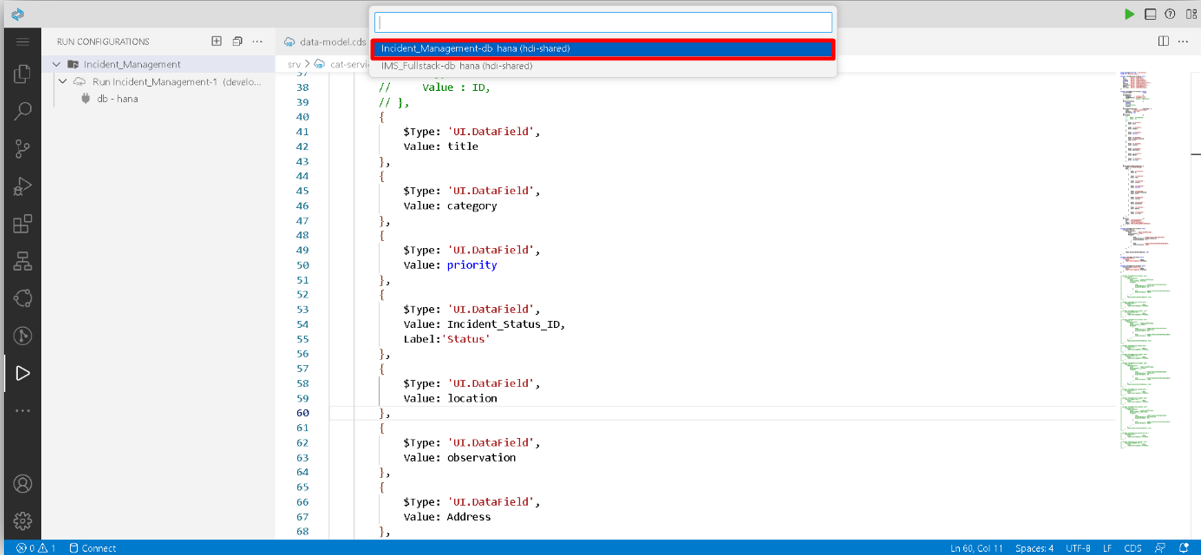 Incident_Management-db hana (hdi-shared)
IMS_Fullstack-db hana (hdi-shared)
RUN CONFIGURATIONS
Incident_Management
Run Incident_Management-1 (develo...
db - hana
data-model.cds
srv > cat-servi
37
38 // Value : ID,
39 // },
40 {
41 $Type: 'UI.DataField',
42 Value: title
43 },
44 {
45 $Type: 'UI.DataField',
46 Value: category
47 },
48 {
49 $Type: 'UI.DataField',
50 Value: priority
51 },
52 {
53 $Type: 'UI.DataField',
54 Value: Incident_Status_ID,
55 Label:'Status'
56 },
57 {
58 $Type: 'UI.DataField',
59 Value: location
60 },
61 {
62 $Type: 'UI.DataField',
63 Value: observation
64 },
65 {
66 $Type: 'UI.DataField',
67 Value: Address
68 },
0 1 Connect
Ln 60, Col 11 Spaces: 4 UTF-8 LF CDS